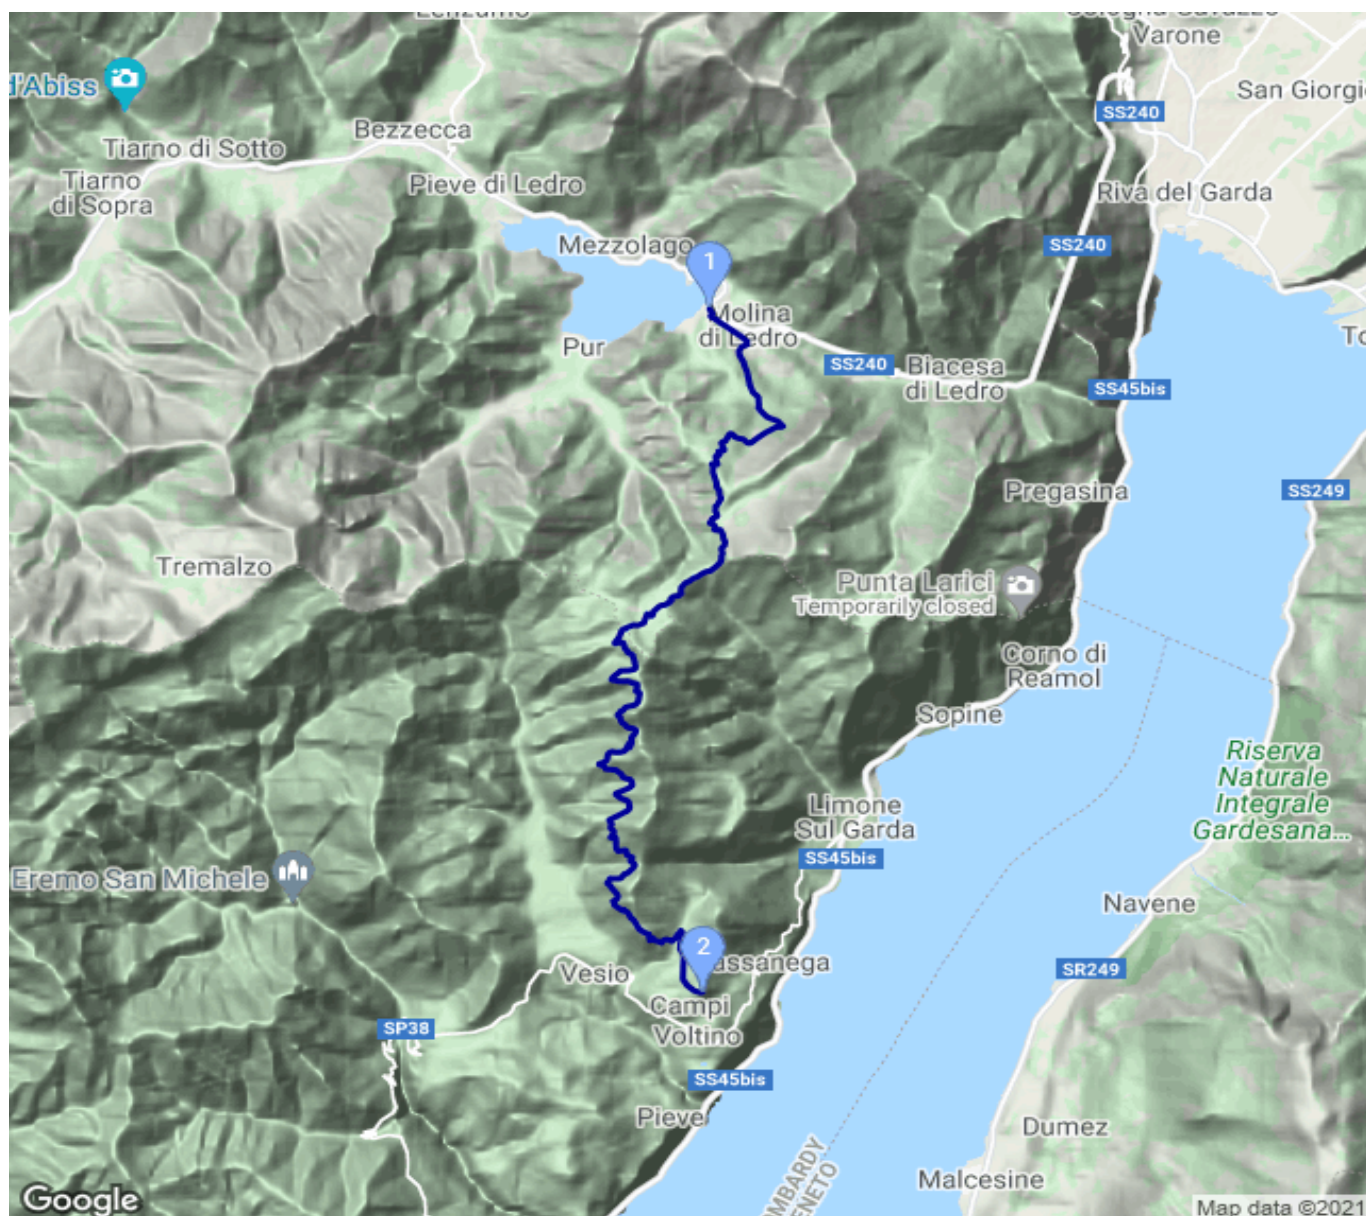 Varone
d'Abiss
San Giorgio
SS240
Bezzecca
Tiarno di Sotto
Pieve di Ledro
Tiarno
di Sopra
Riva del Garda
Mezzolago
SS240
1
Molina
di Ledro
Pur
SS240
Biacesa
di Ledro
SS45bis
Pregasina
SS249
Tremalzo
Punta Larici
Temporarily closed
Corno di
Reamol
Sopine
Riserva
Naturale
Integrale
Gardesana...
Limone
Sul Garda
SS45bis
Eremo San Michele
Navene
2
assanega
Vesio
SR249
Campi
Voltino
SP38
SS45bis
Pieve
Dumez
Malcesine
OMBARDY
VENETO
Google
Map data ©2021